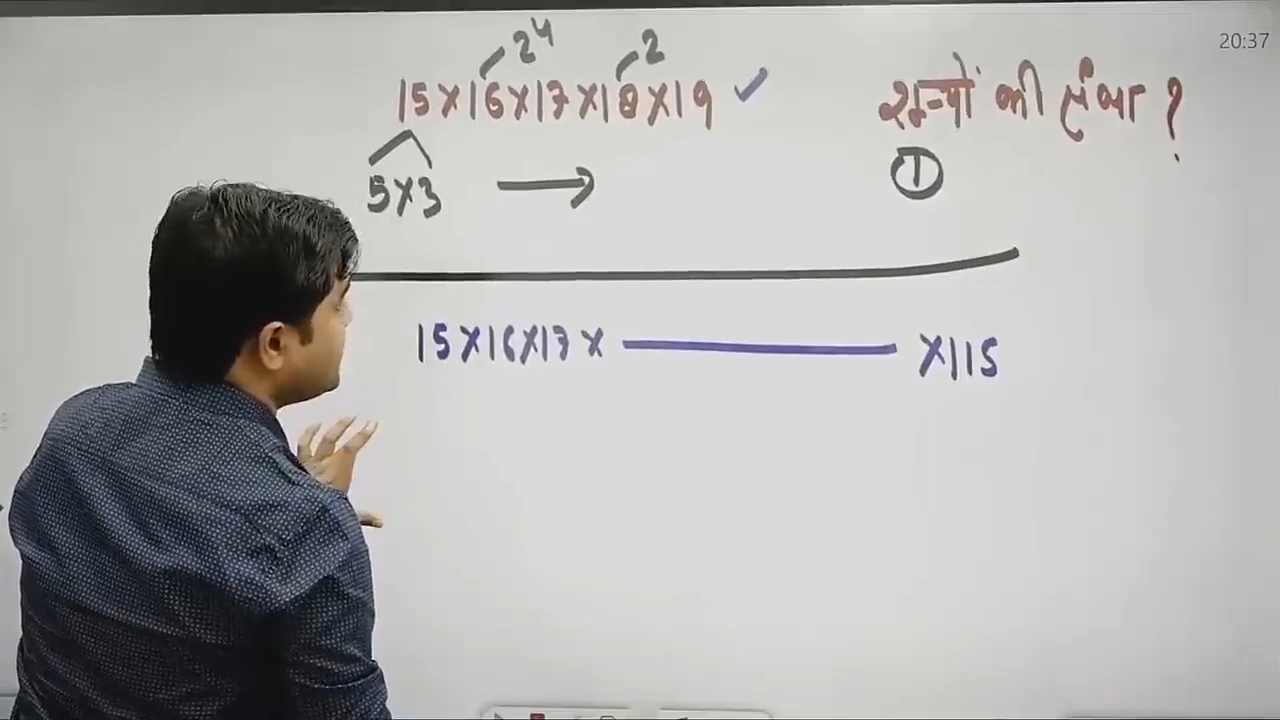 20:37
2⁴ 2
15×16×17×18×19 ✓ शून्यों की संख्या ?
5×3 → ①
15×16×17× —— ×115